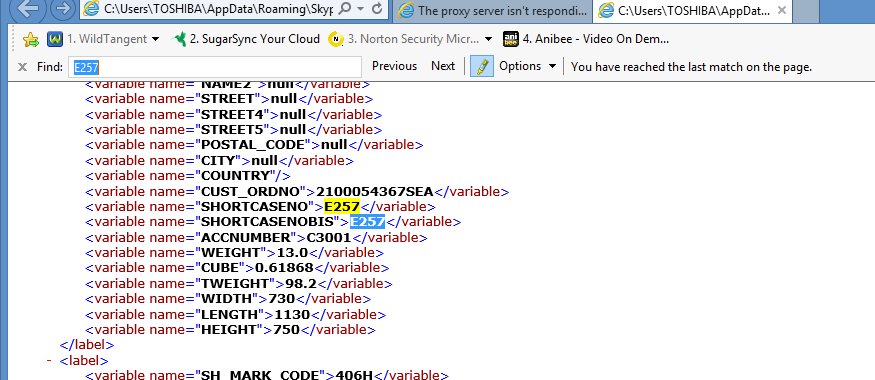 C:\Users\TOSHIBA\AppData\Roaming\Skyp
The proxy server isn't respondi...
C:\Users\TOSHIBA\AppDat...
1. WildTangent
2. SugarSync Your Cloud
3. Norton Security Micr...
4. Anibee - Video On Dem...
Find: E257 Previous Next Options You have reached the last match on the page.
<variable name="NAME2">null</variable>
<variable name="STREET">null</variable>
<variable name="STREET4">null</variable>
<variable name="STREET5">null</variable>
<variable name="POSTAL_CODE">null</variable>
<variable name="CITY">null</variable>
<variable name="COUNTRY"/>
<variable name="CUST_ORDNO">2100054367SEA</variable>
<variable name="SHORTCASENO">E257</variable>
<variable name="SHORTCASENOBIS">E257</variable>
<variable name="ACCNUMBER">C3001</variable>
<variable name="WEIGHT">13.0</variable>
<variable name="CUBE">0.61868</variable>
<variable name="TWEIGHT">98.2</variable>
<variable name="WIDTH">730</variable>
<variable name="LENGTH">1130</variable>
<variable name="HEIGHT">750</variable>
</label>
- <label>
<variable name="SH_MARK_CODE">406H</variable>